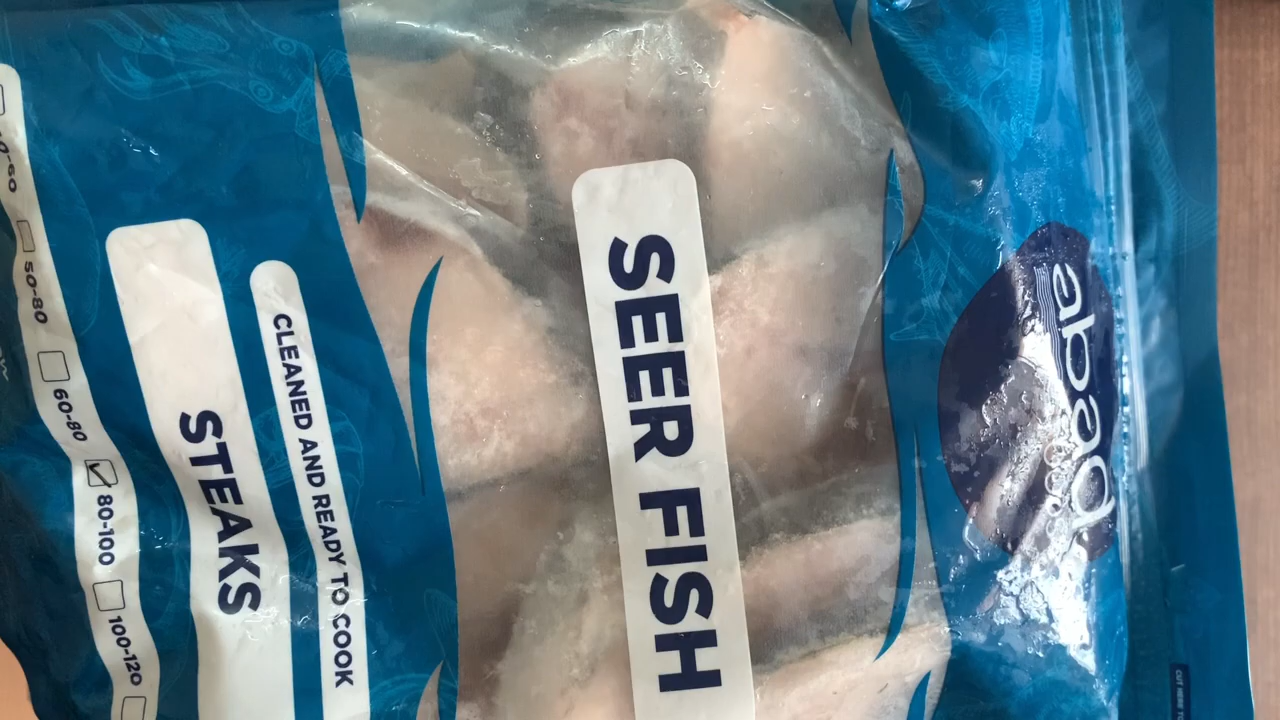 SEER FISH
CLEANED AND READY TO COOK
STEAKS
50-80
60-80
80-100
100-120